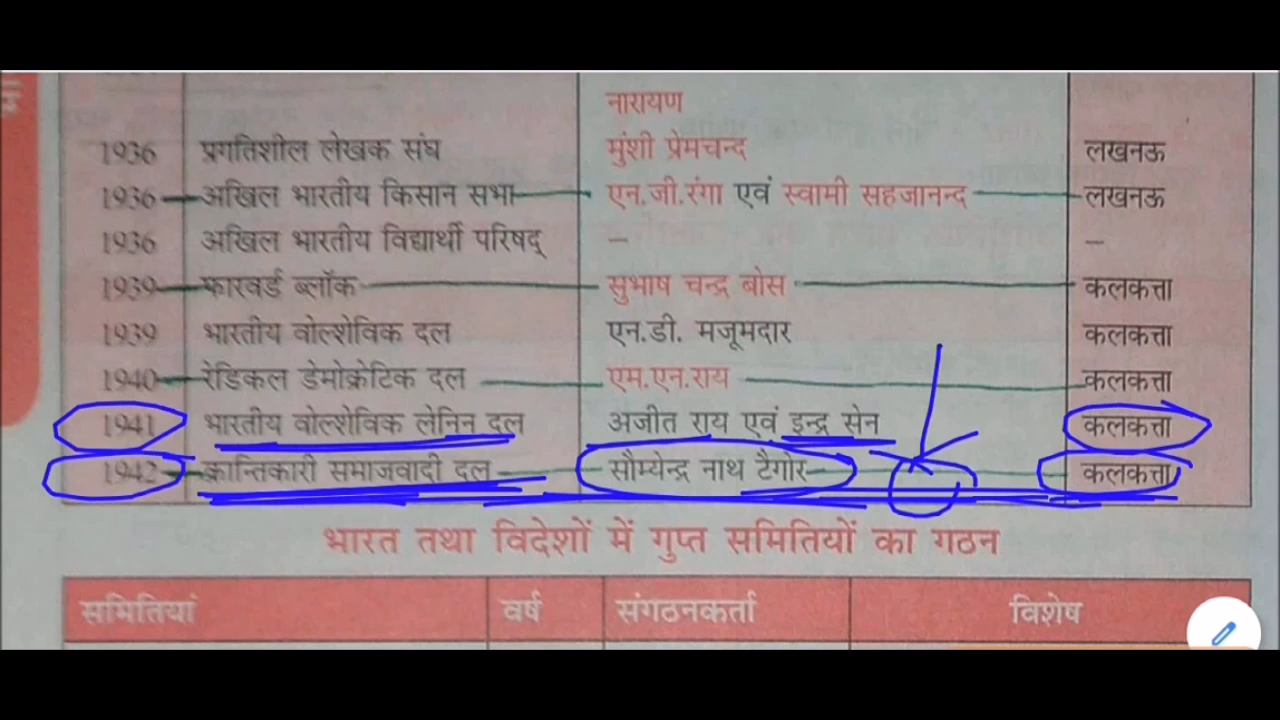 नारायण
1936 प्रगतिशील लेखक संघ मुंशी प्रेमचन्द लखनऊ
1936 अखिल भारतीय किसान सभा एन.जी.रंगा एवं स्वामी सहजानन्द लखनऊ
1936 अखिल भारतीय विद्यार्थी परिषद् – –
1939 फारवर्ड ब्लॉक सुभाष चन्द्र बोस कलकत्ता
1939 भारतीय वोल्शेविक दल एन.डी. मजूमदार कलकत्ता
1940 रेडिकल डेमोक्रेटिक दल एम.एन.राय कलकत्ता
1941 भारतीय वोल्शेविक लेनिन दल अजीत राय एवं इन्द्र सेन कलकत्ता
1942 क्रान्तिकारी समाजवादी दल सौम्येन्द्र नाथ टैगोर कलकत्ता
भारत तथा विदेशों में गुप्त समितियों का गठन
समितियां वर्ष संगठनकर्ता विशेष